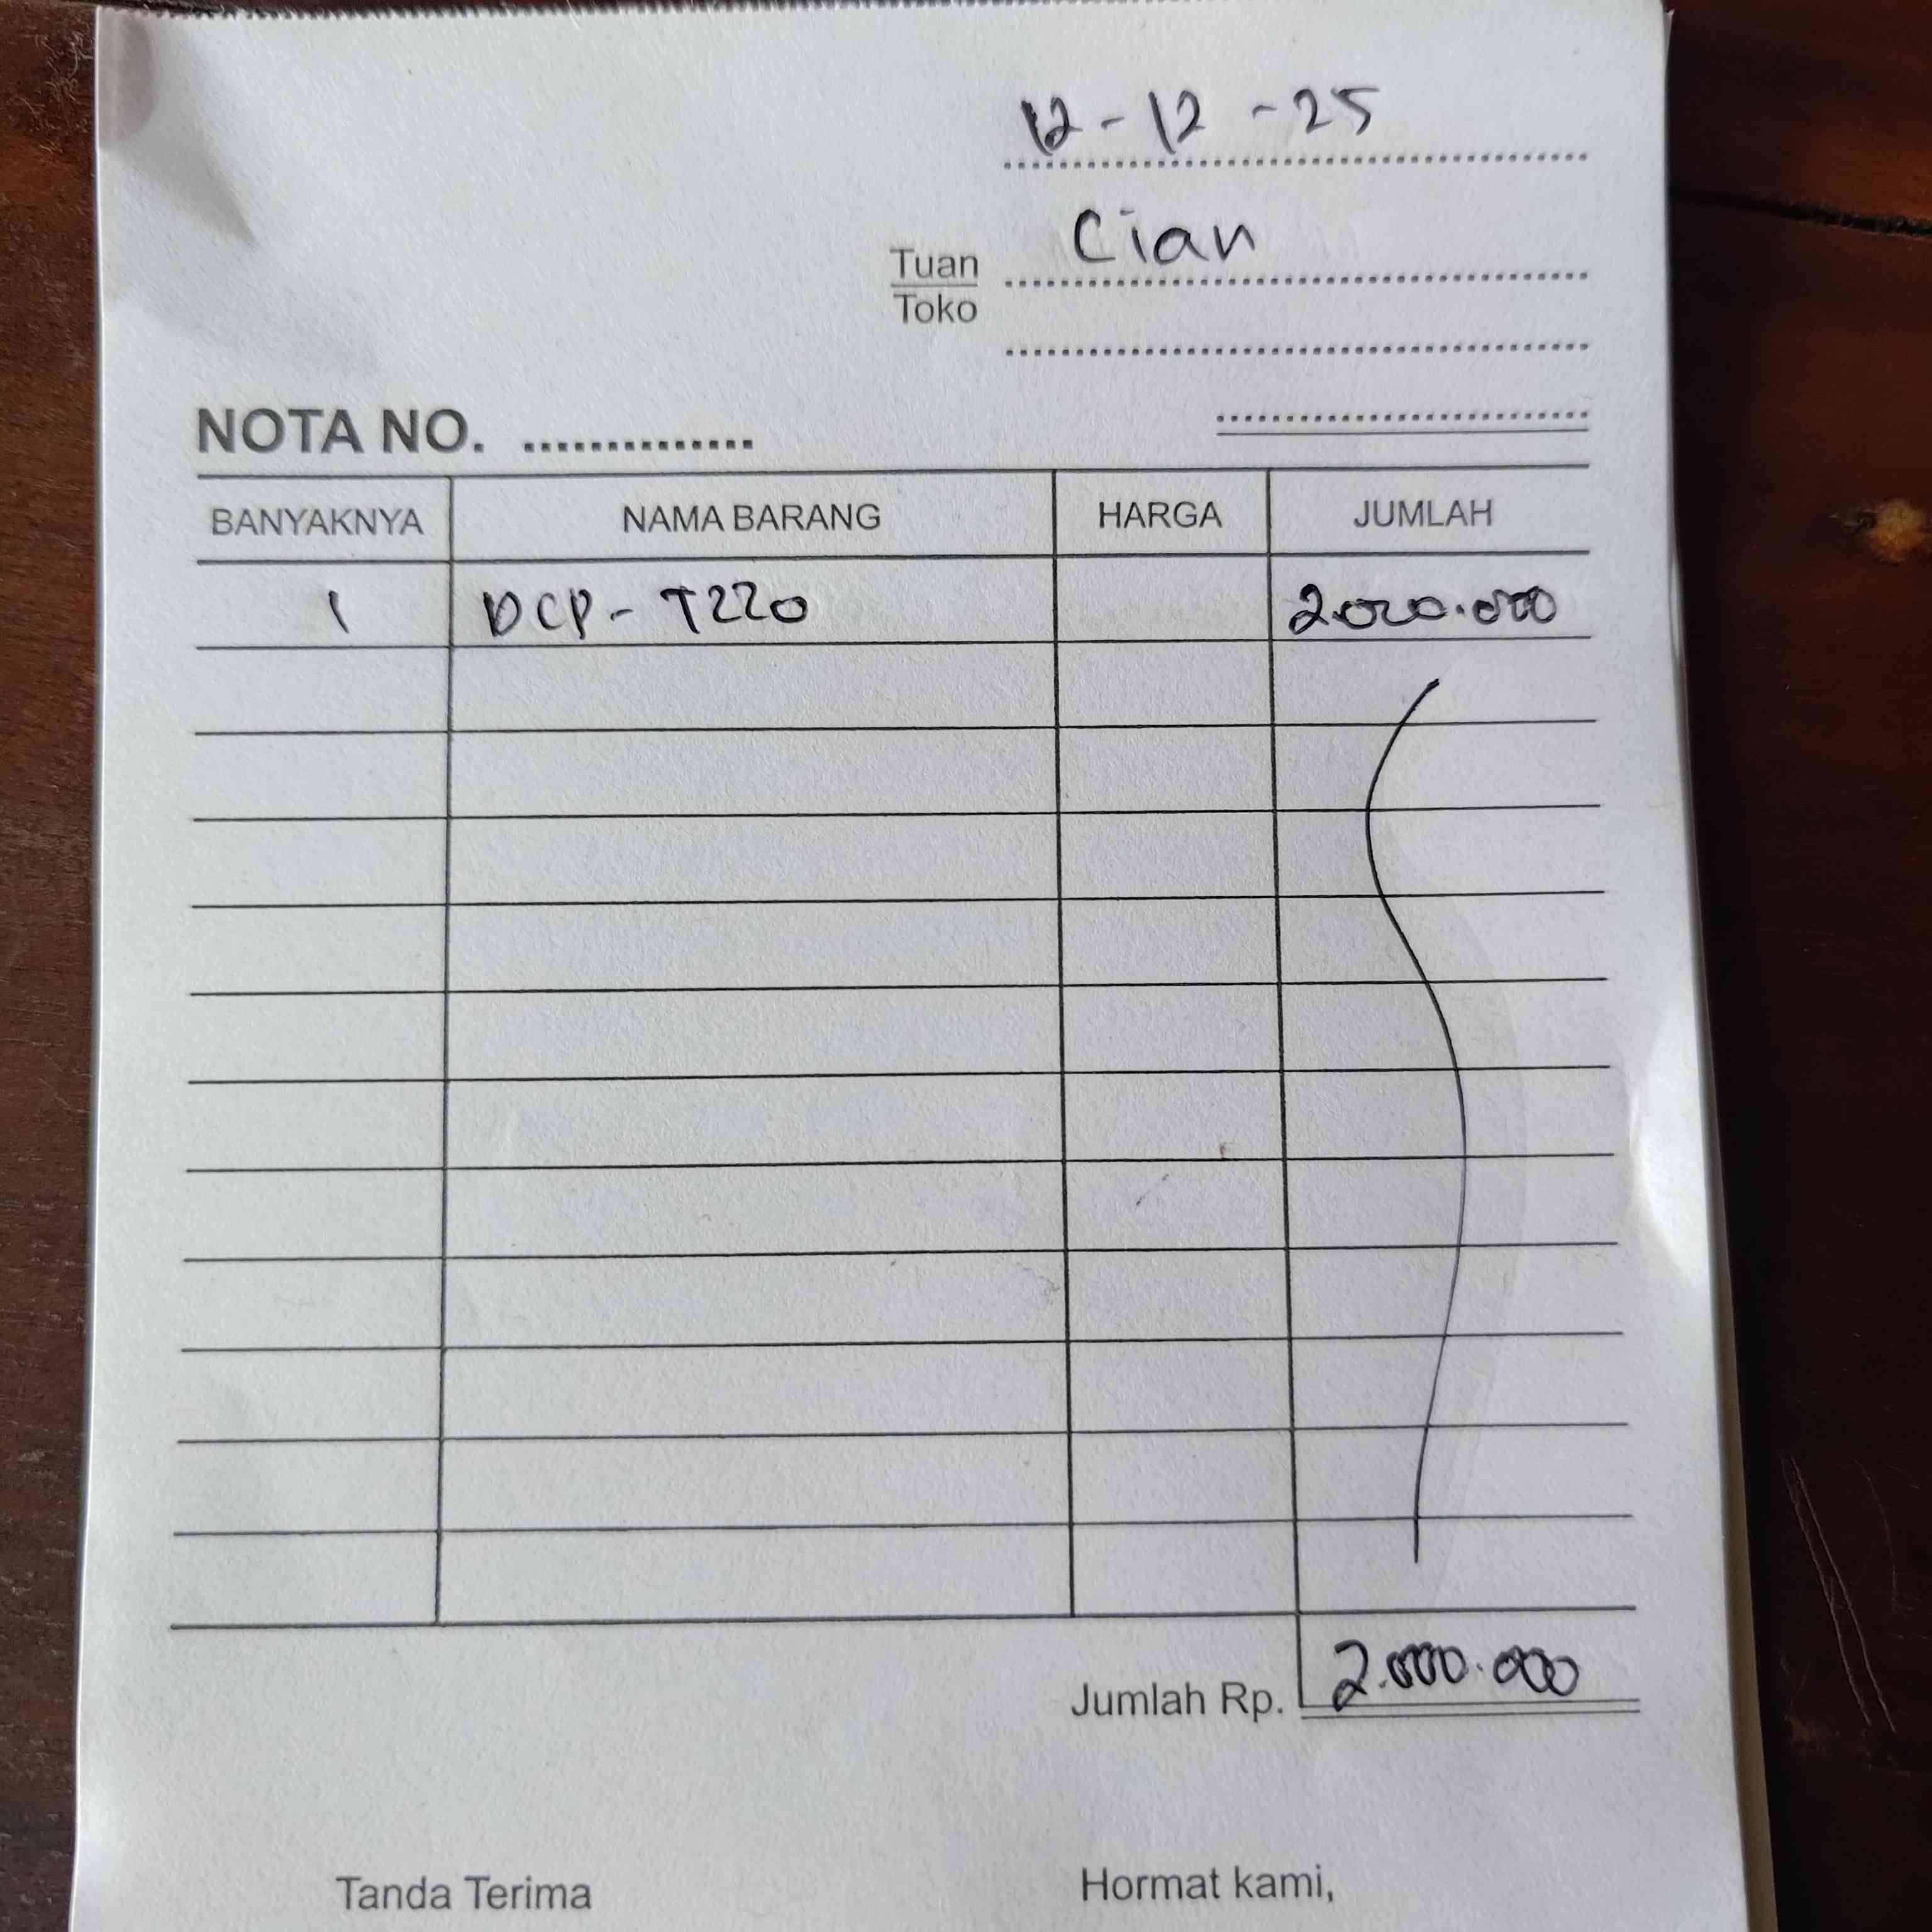 12-12-25
Tuan Cian
Toko
NOTA NO. ..............
BANYAKNYA NAMA BARANG HARGA JUMLAH
1 DCP-T220 2.000.000
Jumlah Rp. 2.000.000
Tanda Terima Hormat kami,